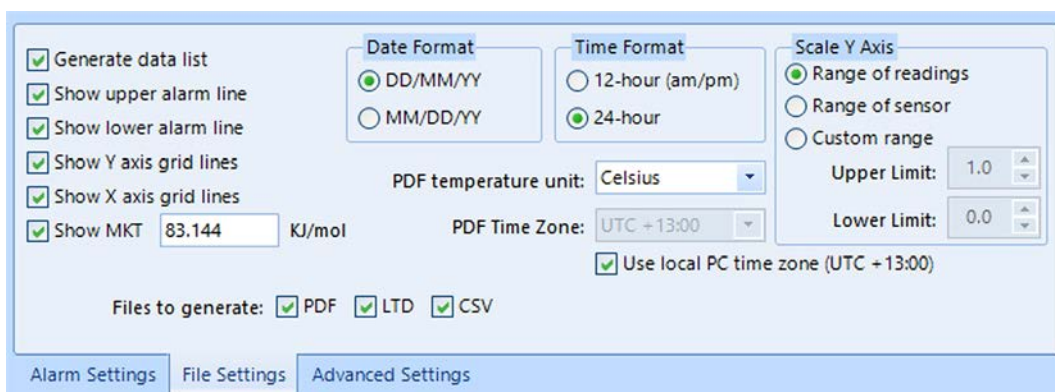 Generate data list
Show upper alarm line
Show lower alarm line
Show Y axis grid lines
Show X axis grid lines
Show MKT 83.144 KJ/mol
Date Format
DD/MM/YY
MM/DD/YY
Time Format
12-hour (am/pm)
24-hour
Scale Y Axis
Range of readings
Range of sensor
Custom range
Upper Limit: 1.0
Lower Limit: 0.0
PDF temperature unit: Celsius
PDF Time Zone: UTC +13:00
Use local PC time zone (UTC +13:00)
Files to generate: PDF LTD CSV
Alarm Settings File Settings Advanced Settings